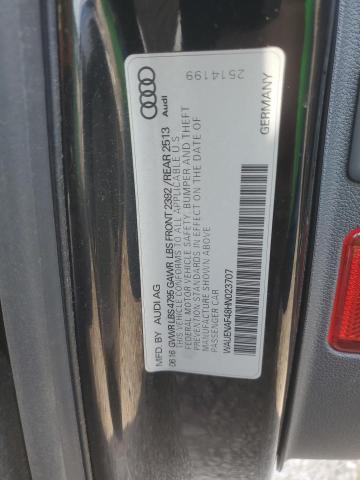 Audi
2514199
MFD. BY AUDI AG
06 16 GVWR LBS 4795 GAWR LBS FRONT 2392 /REAR 2513
THIS CAR CONFORMS TO ALL APPLICABLE U.S
FEDERAL MOTOR VEHICLE SAFETY, BUMPER AND THEFT
PREVENTION STANDARDS IN EFFECT ON THE DATE OF
MANUFACTURE SHOWN ABOVE
WAUENAF48HN023707
PASSENGER CAR
GERMANY